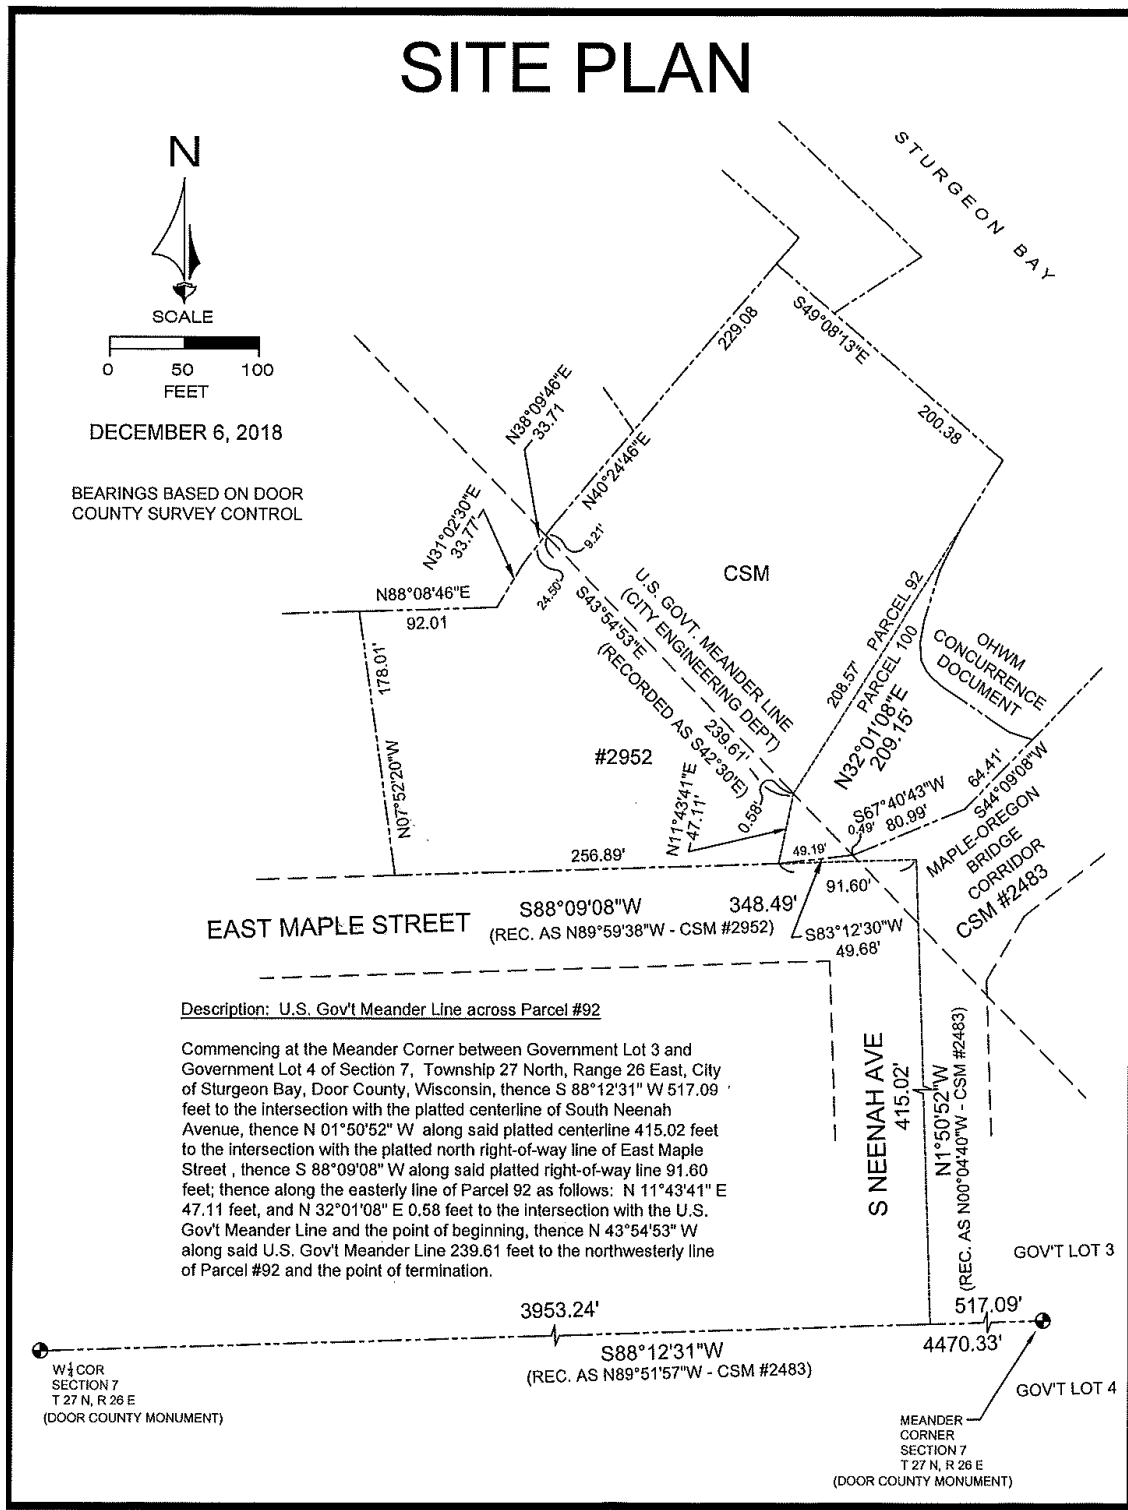 SITE PLAN
N
SCALE
0 50 100
FEET
DECEMBER 6, 2018
BEARINGS BASED ON DOOR
COUNTY SURVEY CONTROL
STURGEON BAY
S49°08'13"E
200.38
229.08
N40°24'46"E
N38°09'46"E
33.71
N31°02'30"E
33.77'
9.21'
24.50'
N88°08'46"E
92.01
178.01'
N07°52'20"W
CSM
#2952
U.S. GOVT. MEANDER LINE
(CITY ENGINEERING DEPT)
S43°54'53"E
239.61'
(RECORDED AS S42°30'E)
PARCEL 92
208.57'
PARCEL 100
N32°01'08"E
209.15'
OHWM
CONCURRENCE
DOCUMENT
N11°43'41"E
47.11'
0.58'
S67°40'43"W
0.49'
80.99'
64.41'
S44°09'08"W
MAPLE-OREGON
BRIDGE
CORRIDOR
CSM #2483
256.89'
49.19'
91.60'
EAST MAPLE STREET
S88°09'08"W
348.49'
(REC. AS N89°59'38"W - CSM #2952)
S83°12'30"W
49.68'
Description: U.S. Gov't Meander Line across Parcel #92
Commencing at the Meander Corner between Government Lot 3 and
Government Lot 4 of Section 7, Township 27 North, Range 26 East, City
of Sturgeon Bay, Door County, Wisconsin, thence S 88°12'31" W 517.09
feet to the intersection with the platted centerline of South Neenah
Avenue, thence N 01°50'52" W along said platted centerline 415.02 feet
to the intersection with the platted north right-of-way line of East Maple
Street , thence S 88°09'08" W along said platted right-of-way line 91.60
feet; thence along the easterly line of Parcel 92 as follows: N 11°43'41" E
47.11 feet, and N 32°01'08" E 0.58 feet to the intersection with the U.S.
Gov't Meander Line and the point of beginning, thence N 43°54'53" W
along said U.S. Gov't Meander Line 239.61 feet to the northwesterly line
of Parcel #92 and the point of termination.
S NEENAH AVE
415.02'
N1°50'52"W
(REC. AS N00°04'40"W - CSM #2483)
GOV'T LOT 3
3953.24'
517.09'
S88°12'31"W
4470.33'
(REC. AS N89°51'57"W - CSM #2483)
W¼ COR
SECTION 7
T 27 N, R 26 E
(DOOR COUNTY MONUMENT)
GOV'T LOT 4
MEANDER
CORNER
SECTION 7
T 27 N, R 26 E
(DOOR COUNTY MONUMENT)